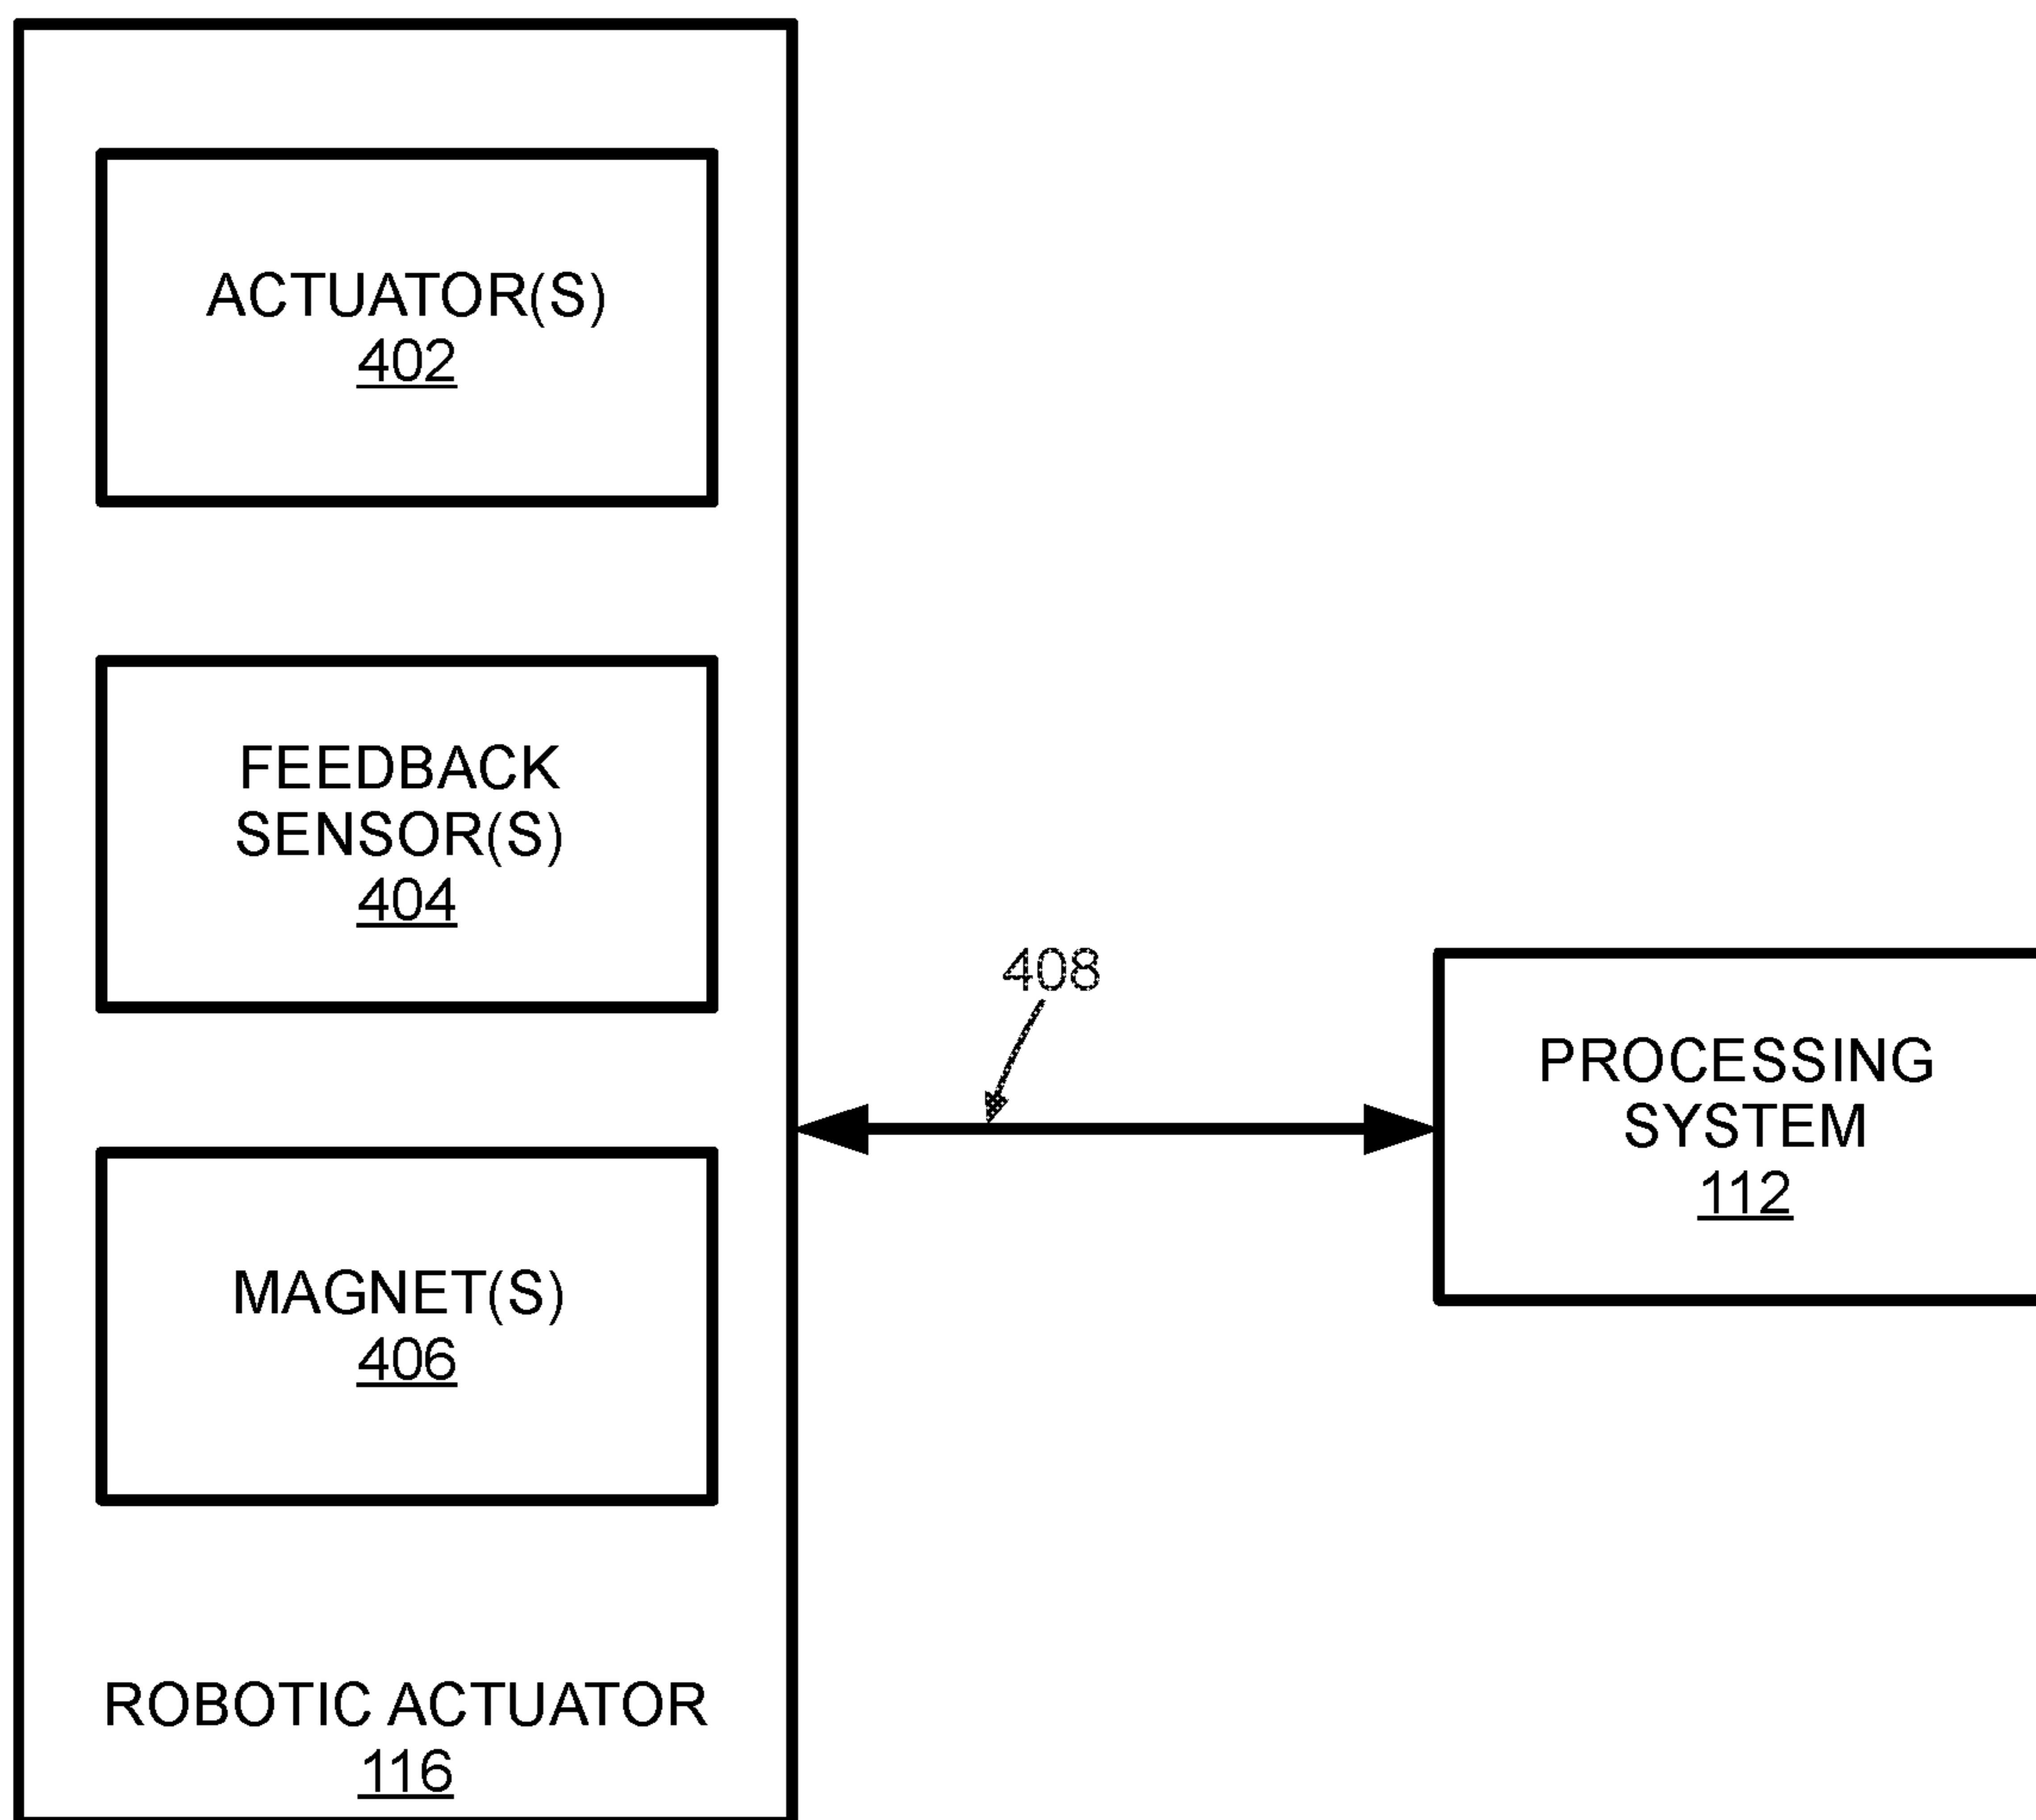 ACTUATOR(S)
402
FEEDBACK
SENSOR(S)
404
MAGNET(S)
406
ROBOTIC ACTUATOR
116
408
PROCESSING
SYSTEM
112